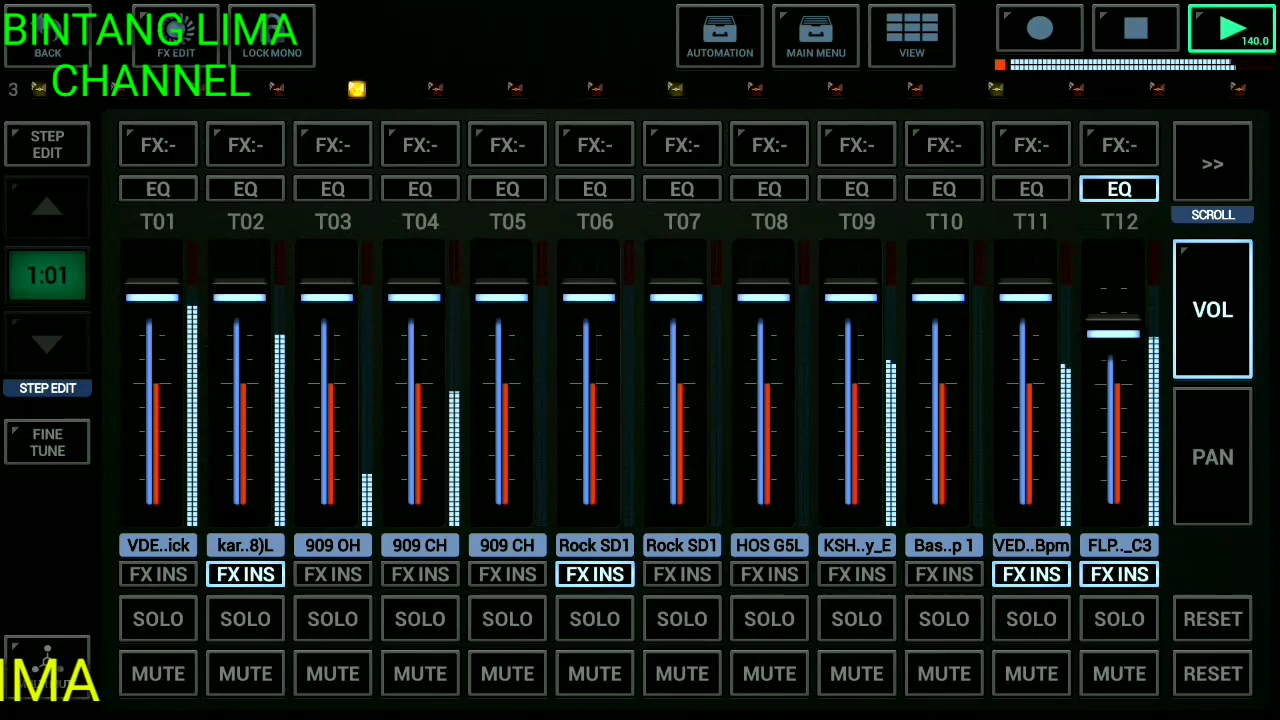 BINTANG LIMA
CHANNEL
BACK
FX EDIT
LOCK MONO
AUTOMATION
MAIN MENU
VIEW
140.0
3
STEP EDIT
FX:- FX:- FX:- FX:- FX:- FX:- FX:- FX:- FX:- FX:- FX:- FX:-
>>
EQ EQ EQ EQ EQ EQ EQ EQ EQ EQ EQ EQ
SCROLL
T01 T02 T03 T04 T05 T06 T07 T08 T09 T10 T11 T12
1:01
VOL
STEP EDIT
FINE TUNE
PAN
VDE..ick kar..8)L 909 OH 909 CH 909 CH Rock SD1 Rock SD1 HOS G5L KSH..y_E Bas..p 1 VED..Bpm FLP.._C3
FX INS FX INS FX INS FX INS FX INS FX INS FX INS FX INS FX INS FX INS FX INS FX INS
SOLO SOLO SOLO SOLO SOLO SOLO SOLO SOLO SOLO SOLO SOLO SOLO RESET
MUTE MUTE MUTE MUTE MUTE MUTE MUTE MUTE MUTE MUTE MUTE MUTE RESET
IMA